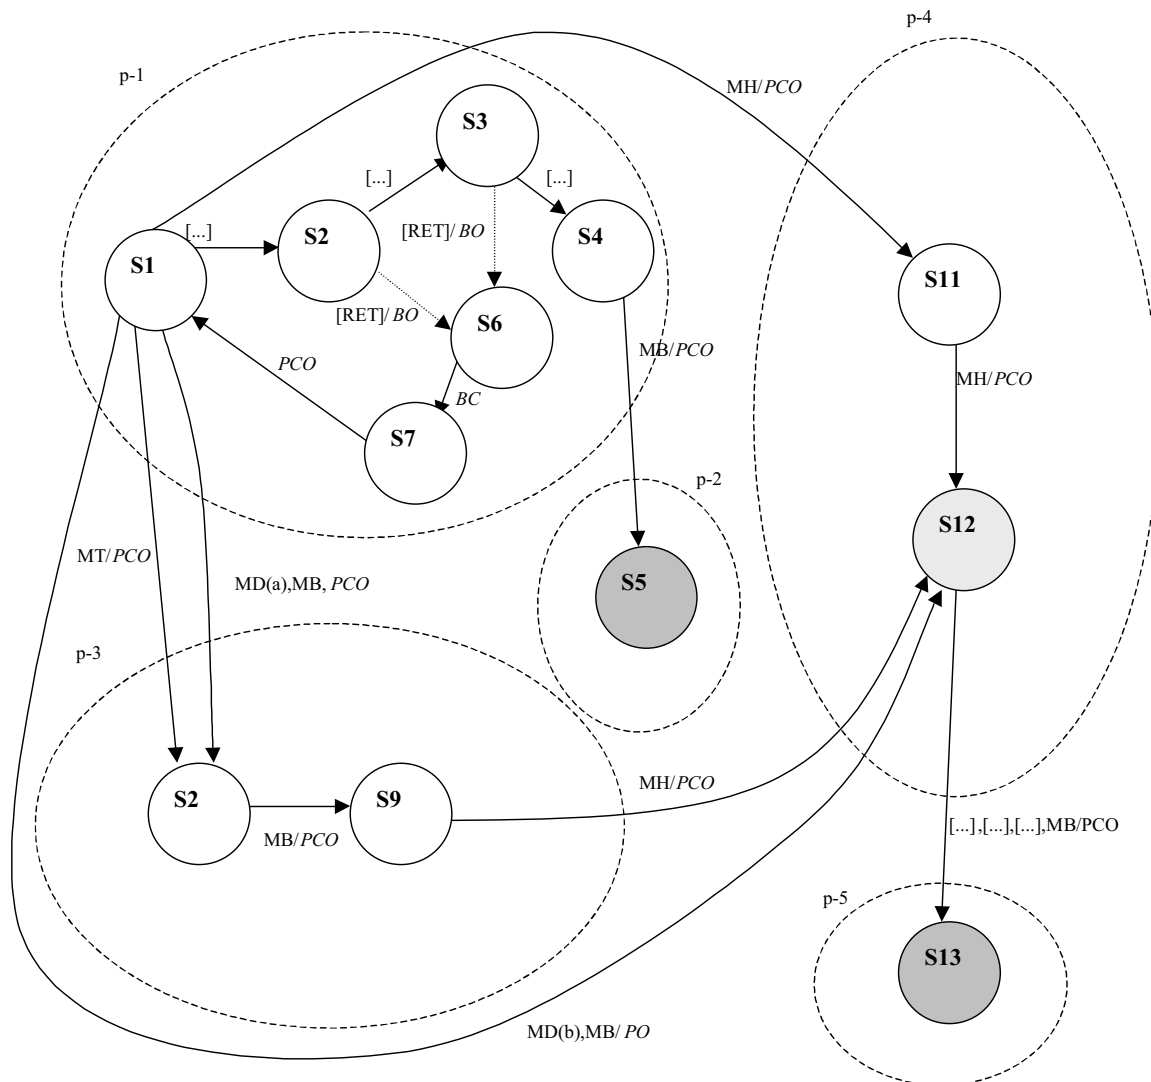 p-4
p-1
MH/PCO
S3
[...]
[...]
[...]
S2
[RET]/BO
S4
S1
S11
[RET]/BO
S6
MB/PCO
PCO
MH/PCO
BC
S7
p-2
S12
MT/PCO
MD(a),MB, PCO
S5
p-3
MH/PCO
S2
S9
[...],[...],[...],MB/PCO
MB/PCO
p-5
S13
MD(b),MB/ PO